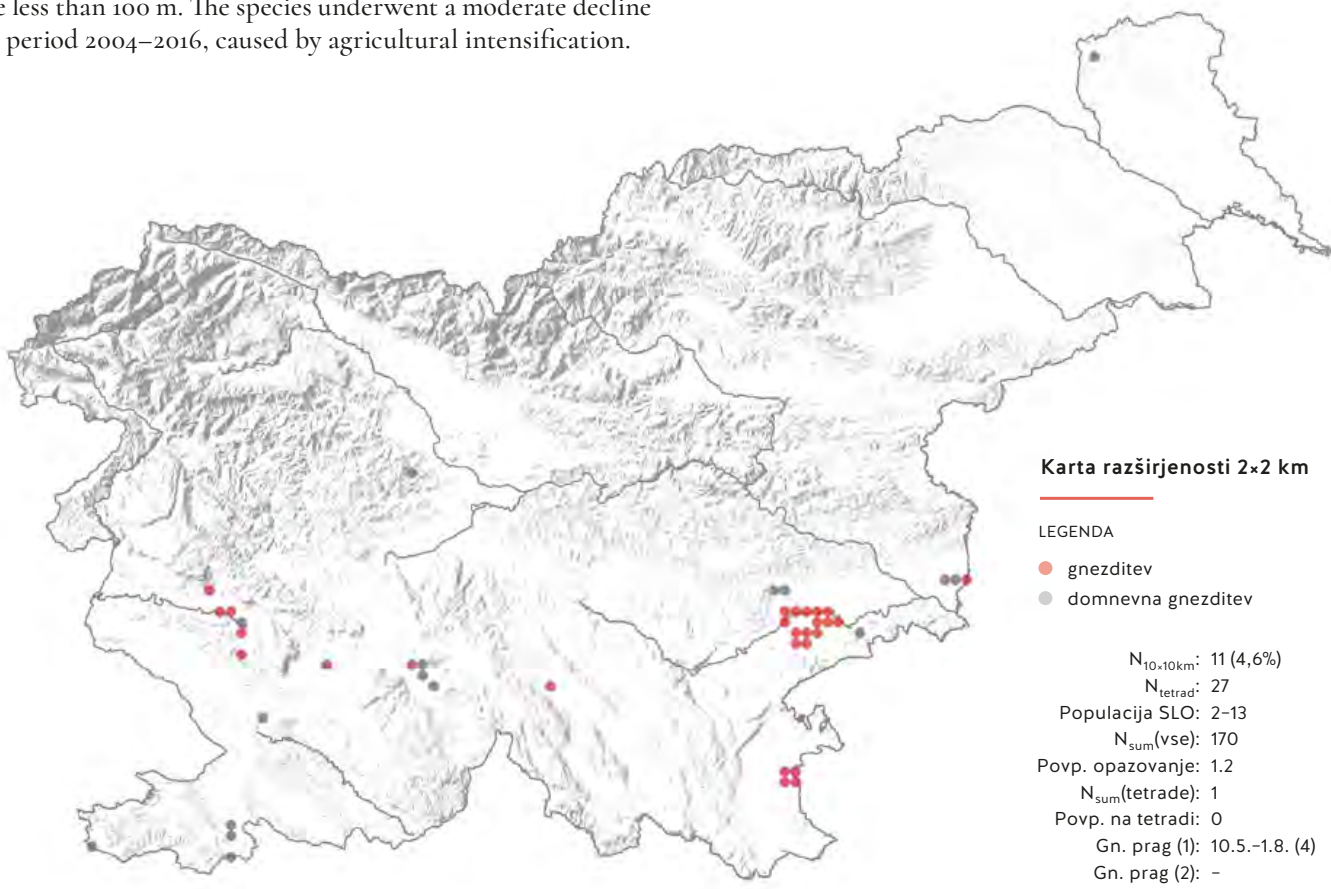 less than 100 m. The species underwent a moderate decline
period 2004–2016, caused by agricultural intensification.
Karta razširjenosti 2×2 km
LEGENDA
gnezditev
domnevna gnezditev
N10×10km: 11 (4,6%)
Ntetrad: 27
Populacija SLO: 2-13
Nsum(vse): 170
Povp. opazovanje: 1.2
Nsum(tetrade): 1
Povp. na tetradi: 0
Gn. prag (1): 10.5.-1.8. (4)
Gn. prag (2): -